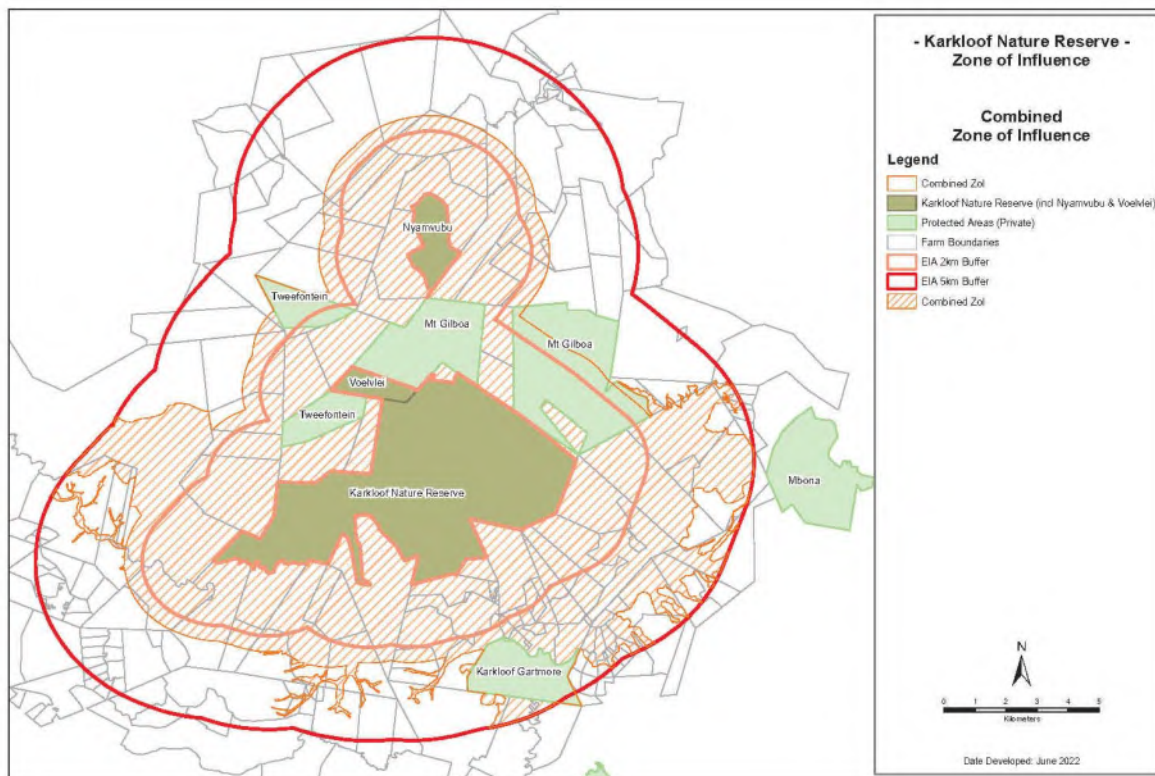 - Karkloof Nature Reserve -
Zone of Influence
Combined
Zone of Influence
Legend
Combined ZoI
Karkloof Nature Reserve (incl Nyamvubu & Voelvlei)
Protected Areas (Private)
Farm Boundaries
EIA 2km Buffer
EIA 5km Buffer
Combined ZoI
Nyamvubu
Tweefontein
Mt Gilboa
Mt Gilboa
Voelvlei
Tweefontein
Karkloof Nature Reserve
Mbona
Karkloof Gartmore
N
0 1 2 3 4 5
Kilometers
Date Developed: June 2022